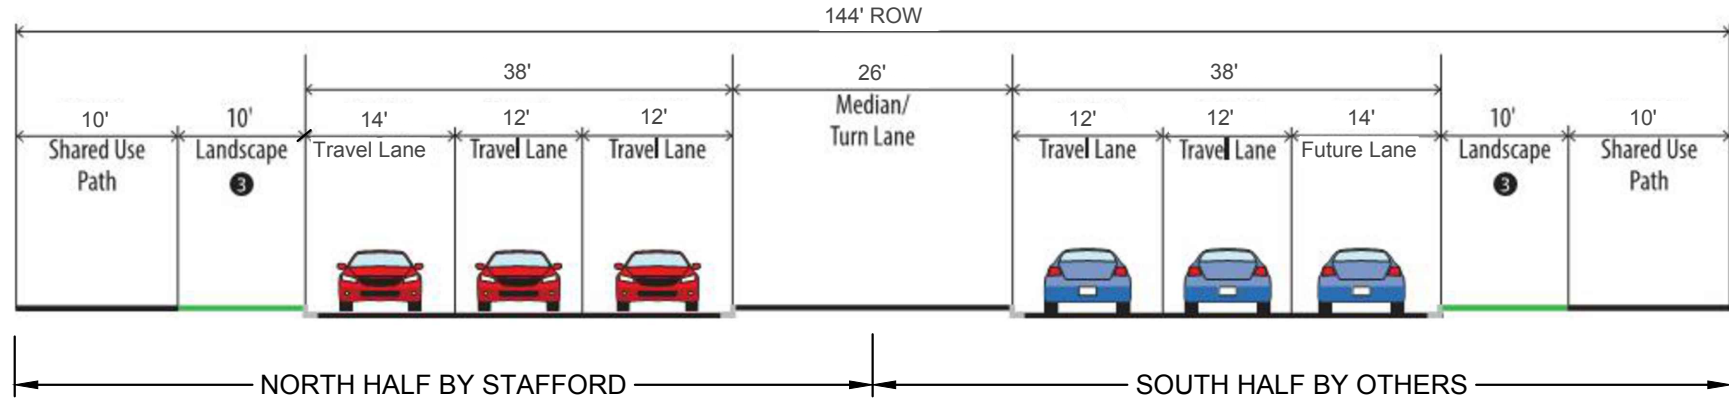 144' ROW
38' 26' 38'
Median/
Turn Lane
10' 10' 14' 12' 12' 12' 12' 14' 10' 10'
Shared Use Landscape Travel Lane Travel Lane Travel Lane Travel Lane Travel Lane Future Lane Landscape Shared Use
Path 3 3 Path
NORTH HALF BY STAFFORD SOUTH HALF BY OTHERS